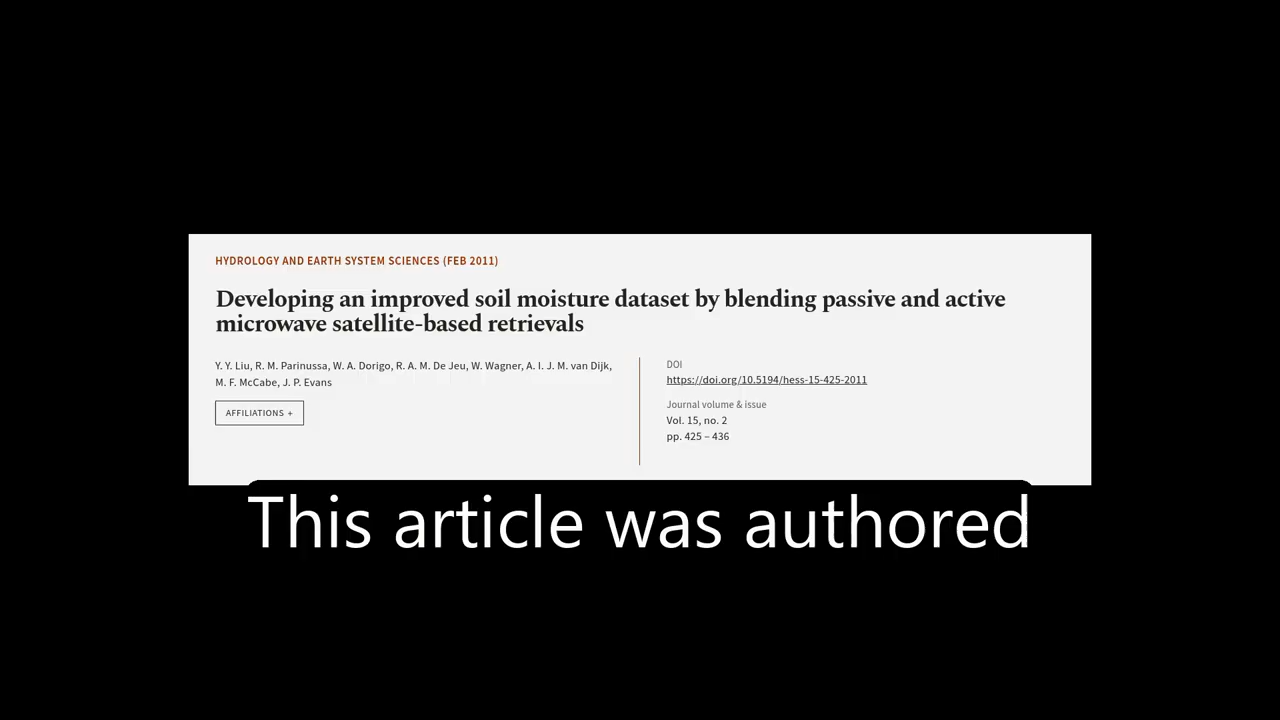 HYDROLOGY AND EARTH SYSTEM SCIENCES (FEB 2011)
Developing an improved soil moisture dataset by blending passive and active
microwave satellite-based retrievals
Y. Y. Liu, R. M. Parinussa, W. A. Dorigo, R. A. M. De Jeu, W. Wagner, A. I. J. M. van Dijk,
M. F. McCabe, J. P. Evans
AFFILIATIONS +
DOI
https://doi.org/10.5194/hess-15-425-2011
Journal volume & issue
Vol. 15, no. 2
pp. 425 – 436
This article was authored